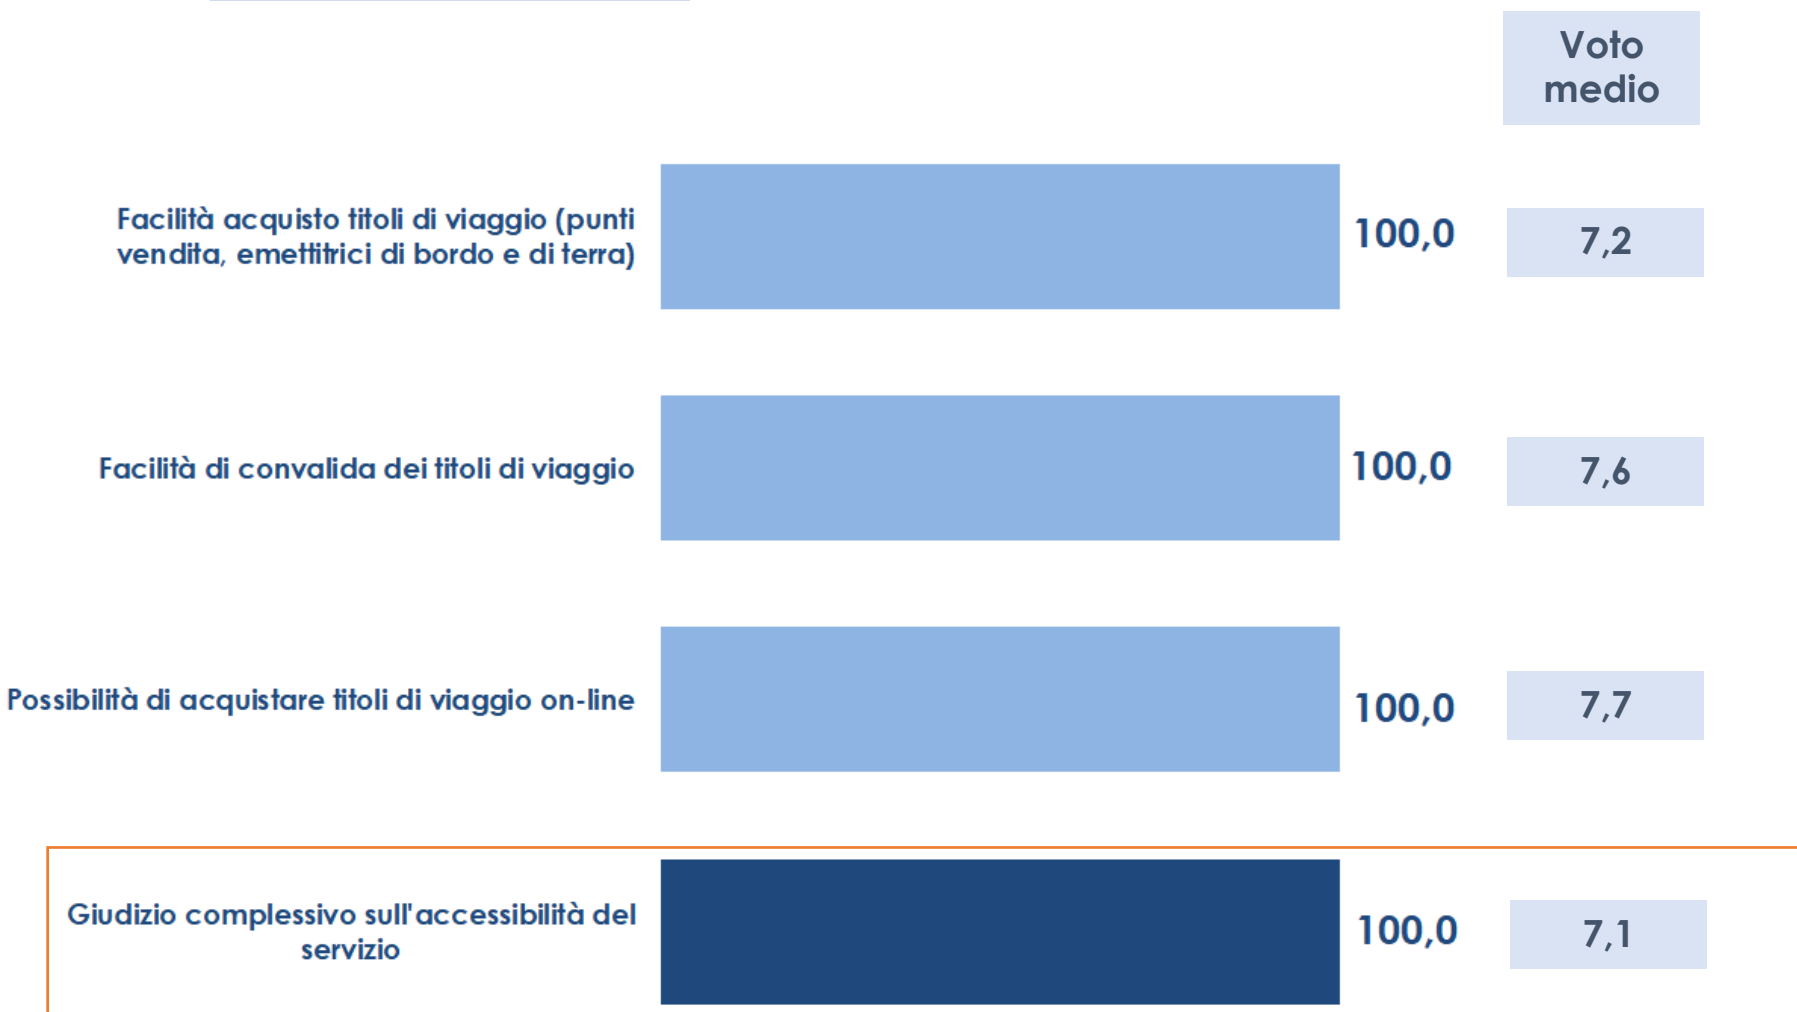 Voto
medio
Facilità acquisto titoli di viaggio (punti
vendita, emettitrici di bordo e di terra)
100,0
7,2
Facilità di convalida dei titoli di viaggio
100,0
7,6
Possibilità di acquistare titoli di viaggio on-line
100,0
7,7
Giudizio complessivo sull'accessibilità del
servizio
100,0
7,1